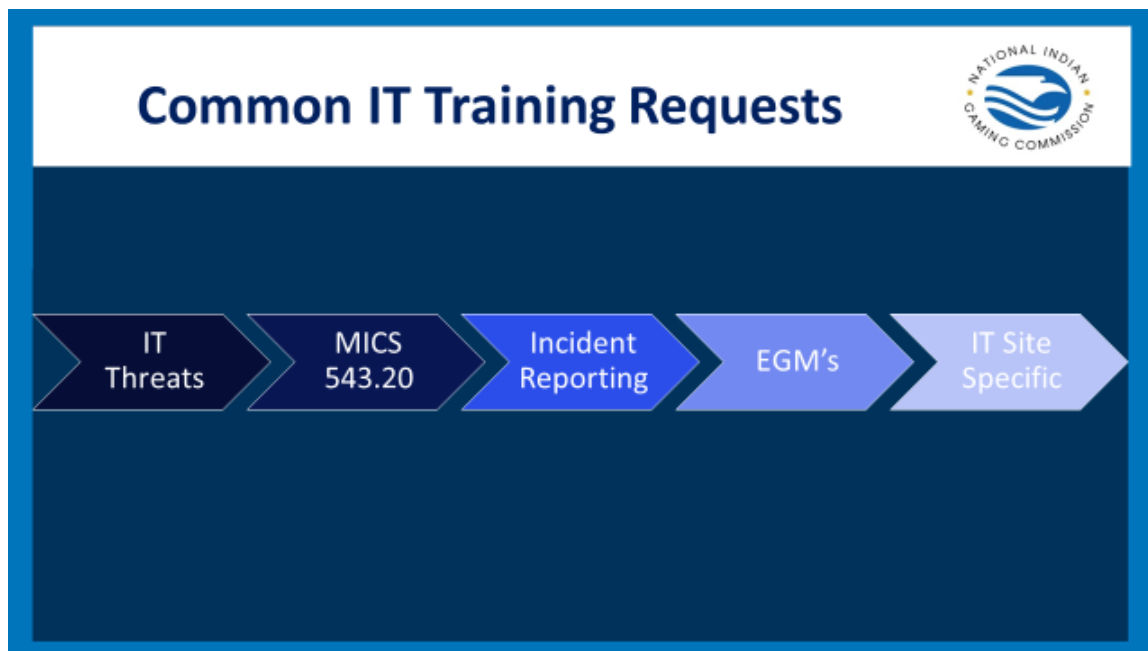 Common IT Training Requests
NATIONAL INDIAN
GAMING COMMISSION
IT
Threats
MICS
543.20
Incident
Reporting
EGM's
IT Site
Specific